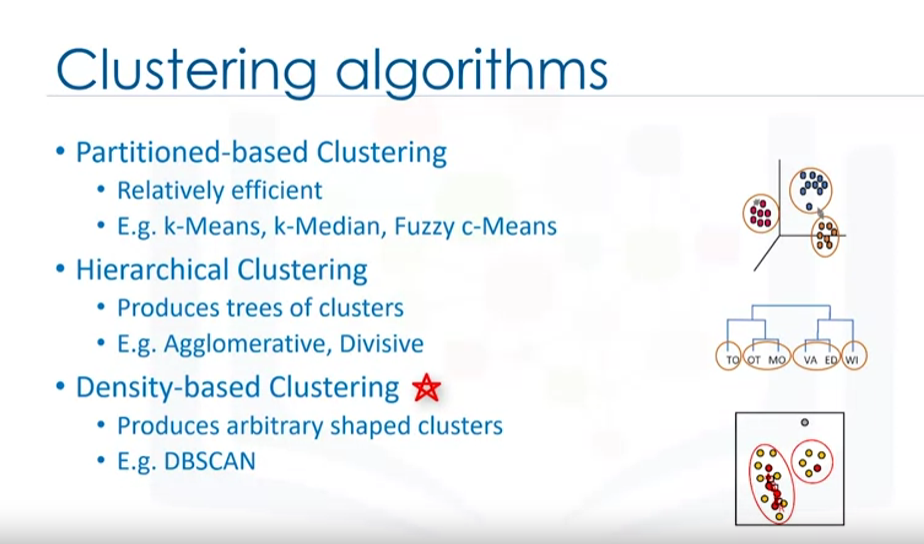 Clustering algorithms
• Partitioned-based Clustering
• Relatively efficient
• E.g. k-Means, k-Median, Fuzzy c-Means
• Hierarchical Clustering
• Produces trees of clusters
• E.g. Agglomerative, Divisive
TO OT MO VA ED WI
• Density-based Clustering
• Produces arbitrary shaped clusters
• E.g. DBSCAN